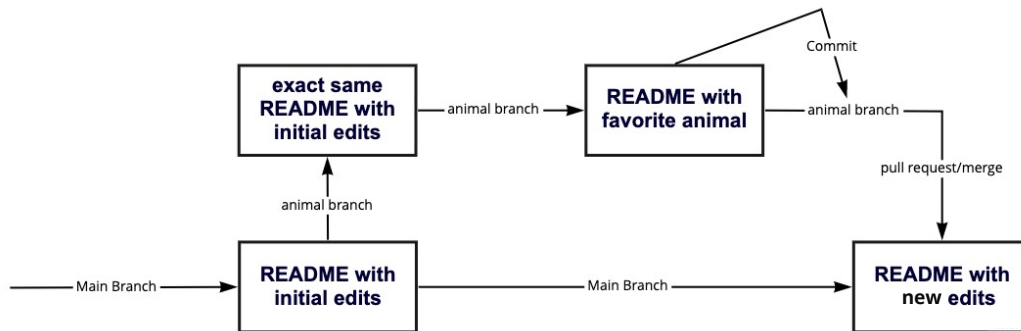 Commit
exact same
README with
initial edits
animal branch
README with
favorite animal
animal branch
pull request/merge
animal branch
Main Branch
README with
initial edits
Main Branch
README with
new edits